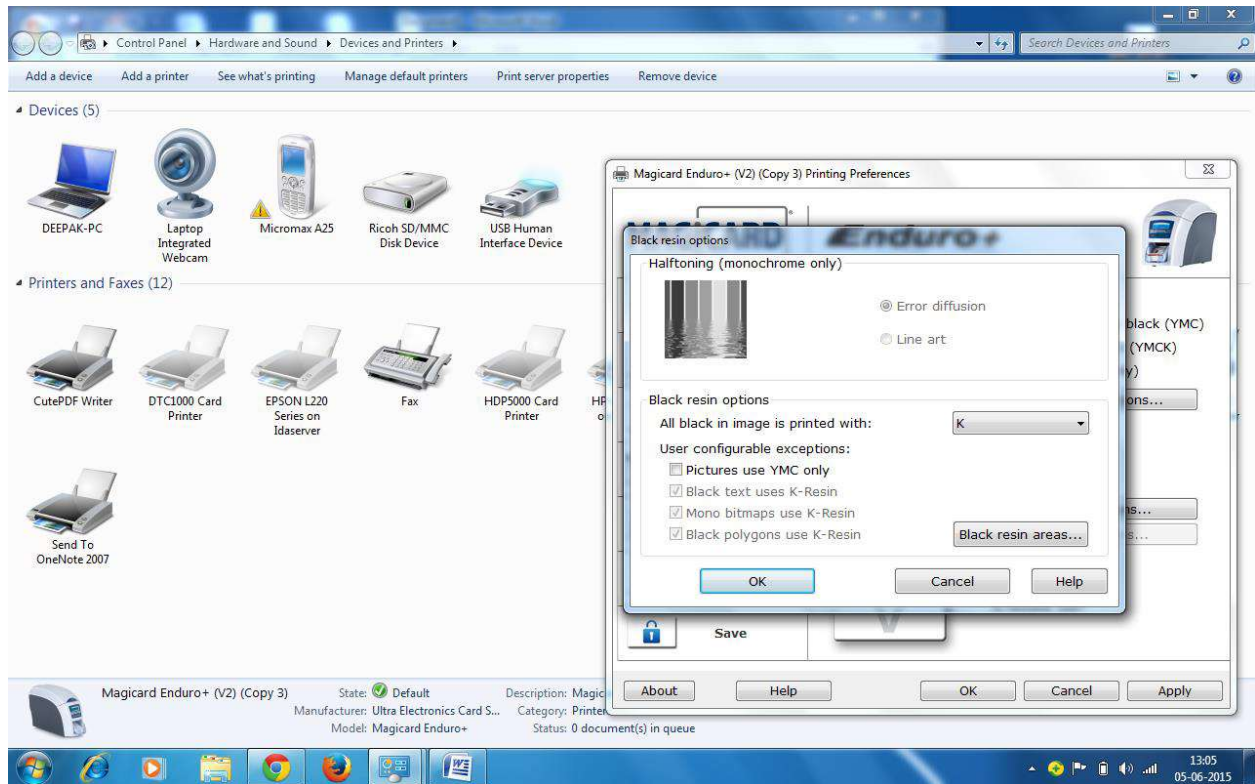 Control Panel ▸ Hardware and Sound ▸ Devices and Printers ▸
Search Devices and Printers
Add a device Add a printer See what's printing Manage default printers Print server properties Remove device
Devices (5)
DEEPAK-PC
Laptop
Integrated
Webcam
Micromax A25
Ricoh SD/MMC
Disk Device
USB Human
Interface Device
Printers and Faxes (12)
CutePDF Writer
DTC1000 Card
Printer
EPSON L220
Series on
Idaserver
Fax
HDP5000 Card
Printer
HP
Send To
OneNote 2007
Magicard Enduro+ (V2) (Copy 3) Printing Preferences
MAGICARD Enduro+
black (YMC)
(YMCK)
y)
ons...
Black resin options
Halftoning (monochrome only)
Error diffusion
Line art
Black resin options
All black in image is printed with: K
User configurable exceptions:
Pictures use YMC only
Black text uses K-Resin
Mono bitmaps use K-Resin
Black polygons use K-Resin
Black resin areas...
OK Cancel Help
Save
About Help OK Cancel Apply
Magicard Enduro+ (V2) (Copy 3) State: Default Description: Magic
Manufacturer: Ultra Electronics Card S... Category: Printer
Model: Magicard Enduro+ Status: 0 document(s) in queue
13:05
05-06-2015